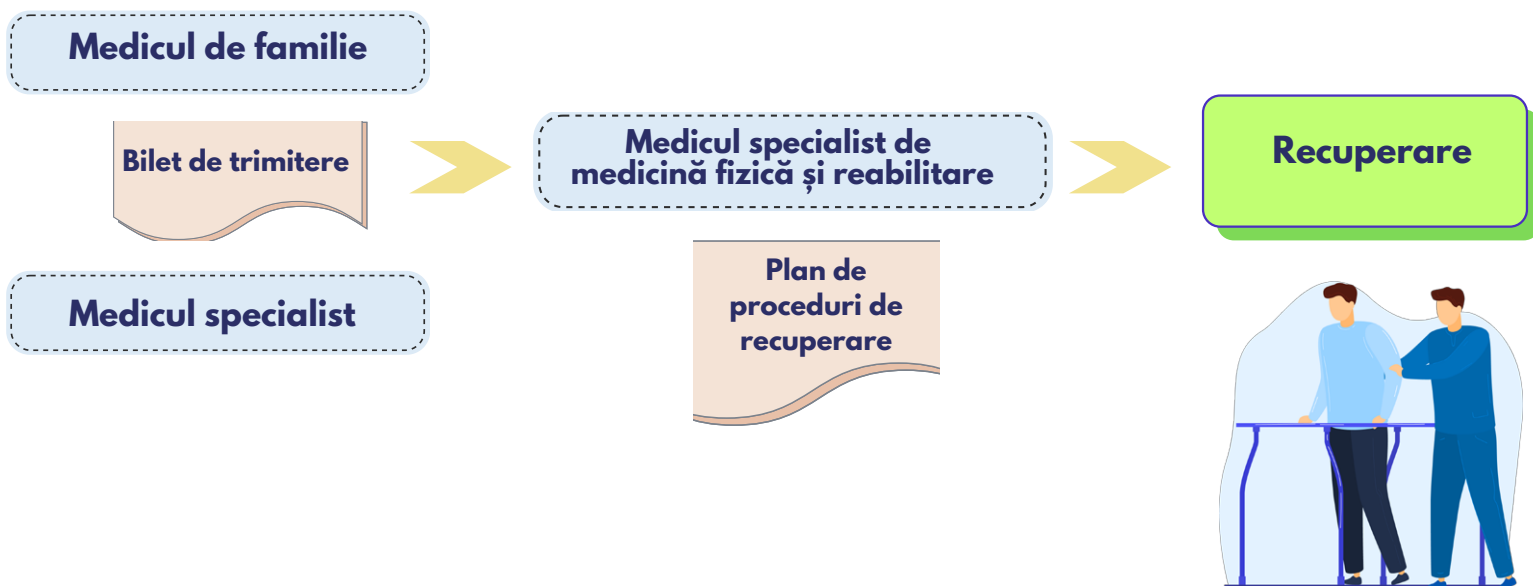 Medicul de familie
Bilet de trimitere
Medicul specialist
Medicul specialist de
medicină fizică și reabilitare
Plan de
proceduri de
recuperare
Recuperare